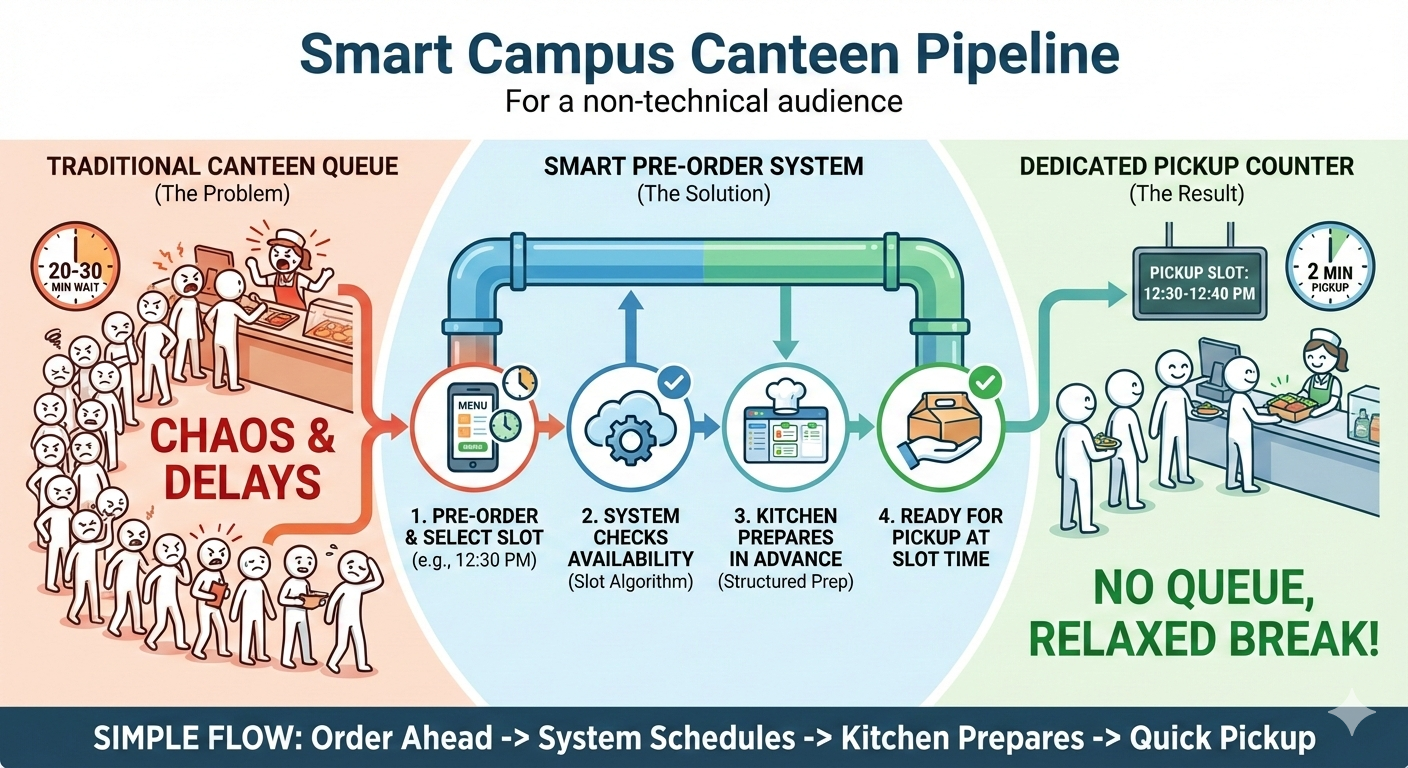 Smart Campus Canteen Pipeline
For a non-technical audience
TRADITIONAL CANTEEN QUEUE
(The Problem)
20-30
MIN WAIT
CHAOS &
DELAYS
SMART PRE-ORDER SYSTEM
(The Solution)
MENU
1. PRE-ORDER
& SELECT SLOT
(e.g., 12:30 PM)
2. SYSTEM
CHECKS
AVAILABILITY
(Slot Algorithm)
3. KITCHEN
PREPARES
IN ADVANCE
(Structured Prep)
4. READY FOR
PICKUP AT
SLOT TIME
DEDICATED PICKUP COUNTER
(The Result)
PICKUP SLOT:
12:30-12:40 PM
2 MIN
PICKUP
NO QUEUE,
RELAXED BREAK!
SIMPLE FLOW: Order Ahead -> System Schedules -> Kitchen Prepares -> Quick Pickup